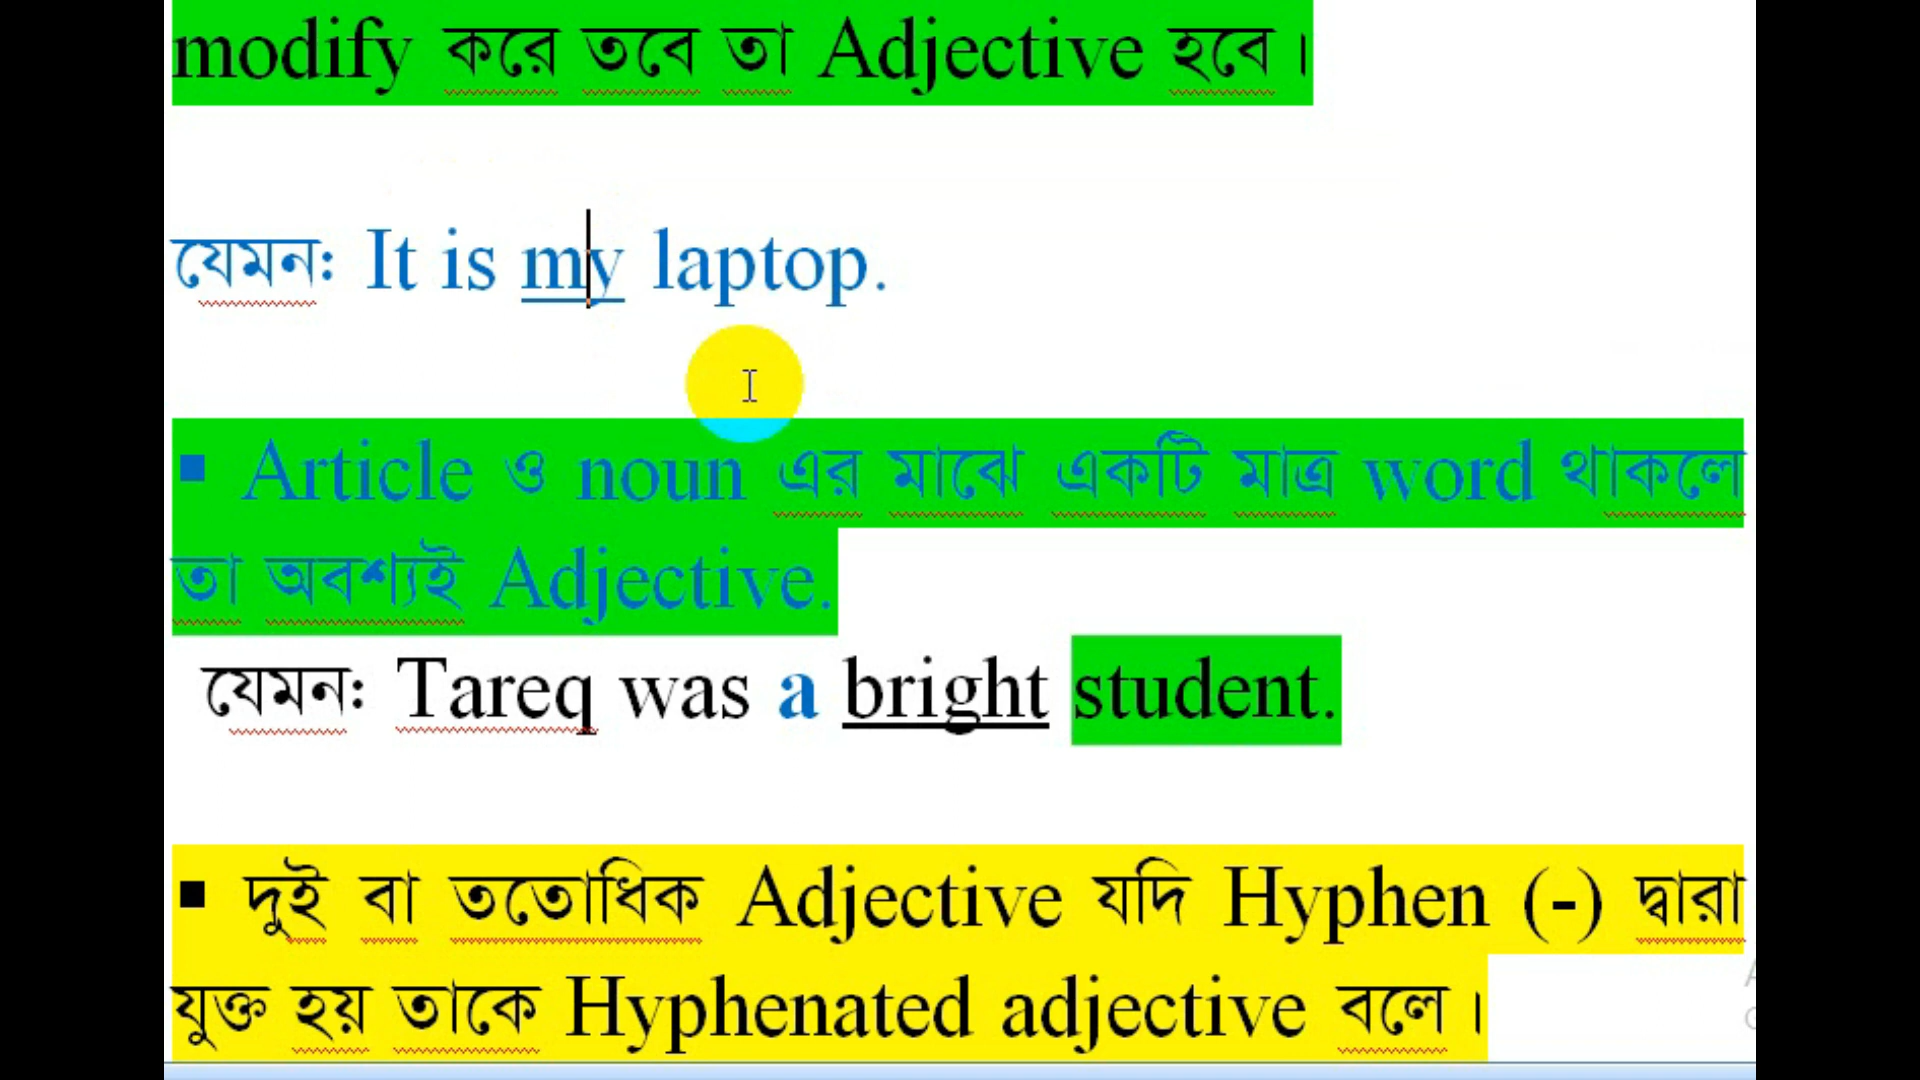 modify করে তবে তা Adjective হবে।
যেমনঃ It is my laptop.
▪ Article ও noun এর মাঝে একটি মাত্র word থাকলে
তা অবশ্যই Adjective.
যেমনঃ Tareq was a bright student.
▪ দুই বা ততোধিক Adjective যদি Hyphen (-) দ্বারা
যুক্ত হয় তাকে Hyphenated adjective বলে।